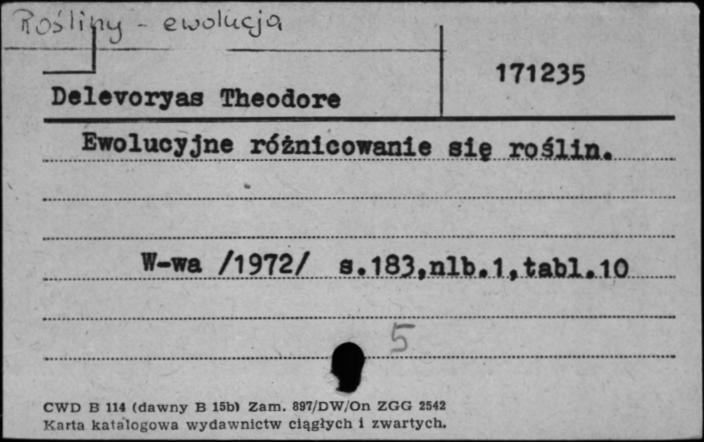 Rośliny - ewolucja
171235
Delevoryas Theodore
Ewolucyjne różnicowanie się roślin.
W-wa /1972/ s.183,nlb.1,tabl.10
5
CWD B 114 (dawny B 15b) Zam. 897/DW/On ZGG 2542
Karta katalogowa wydawnictw ciągłych i zwartych.